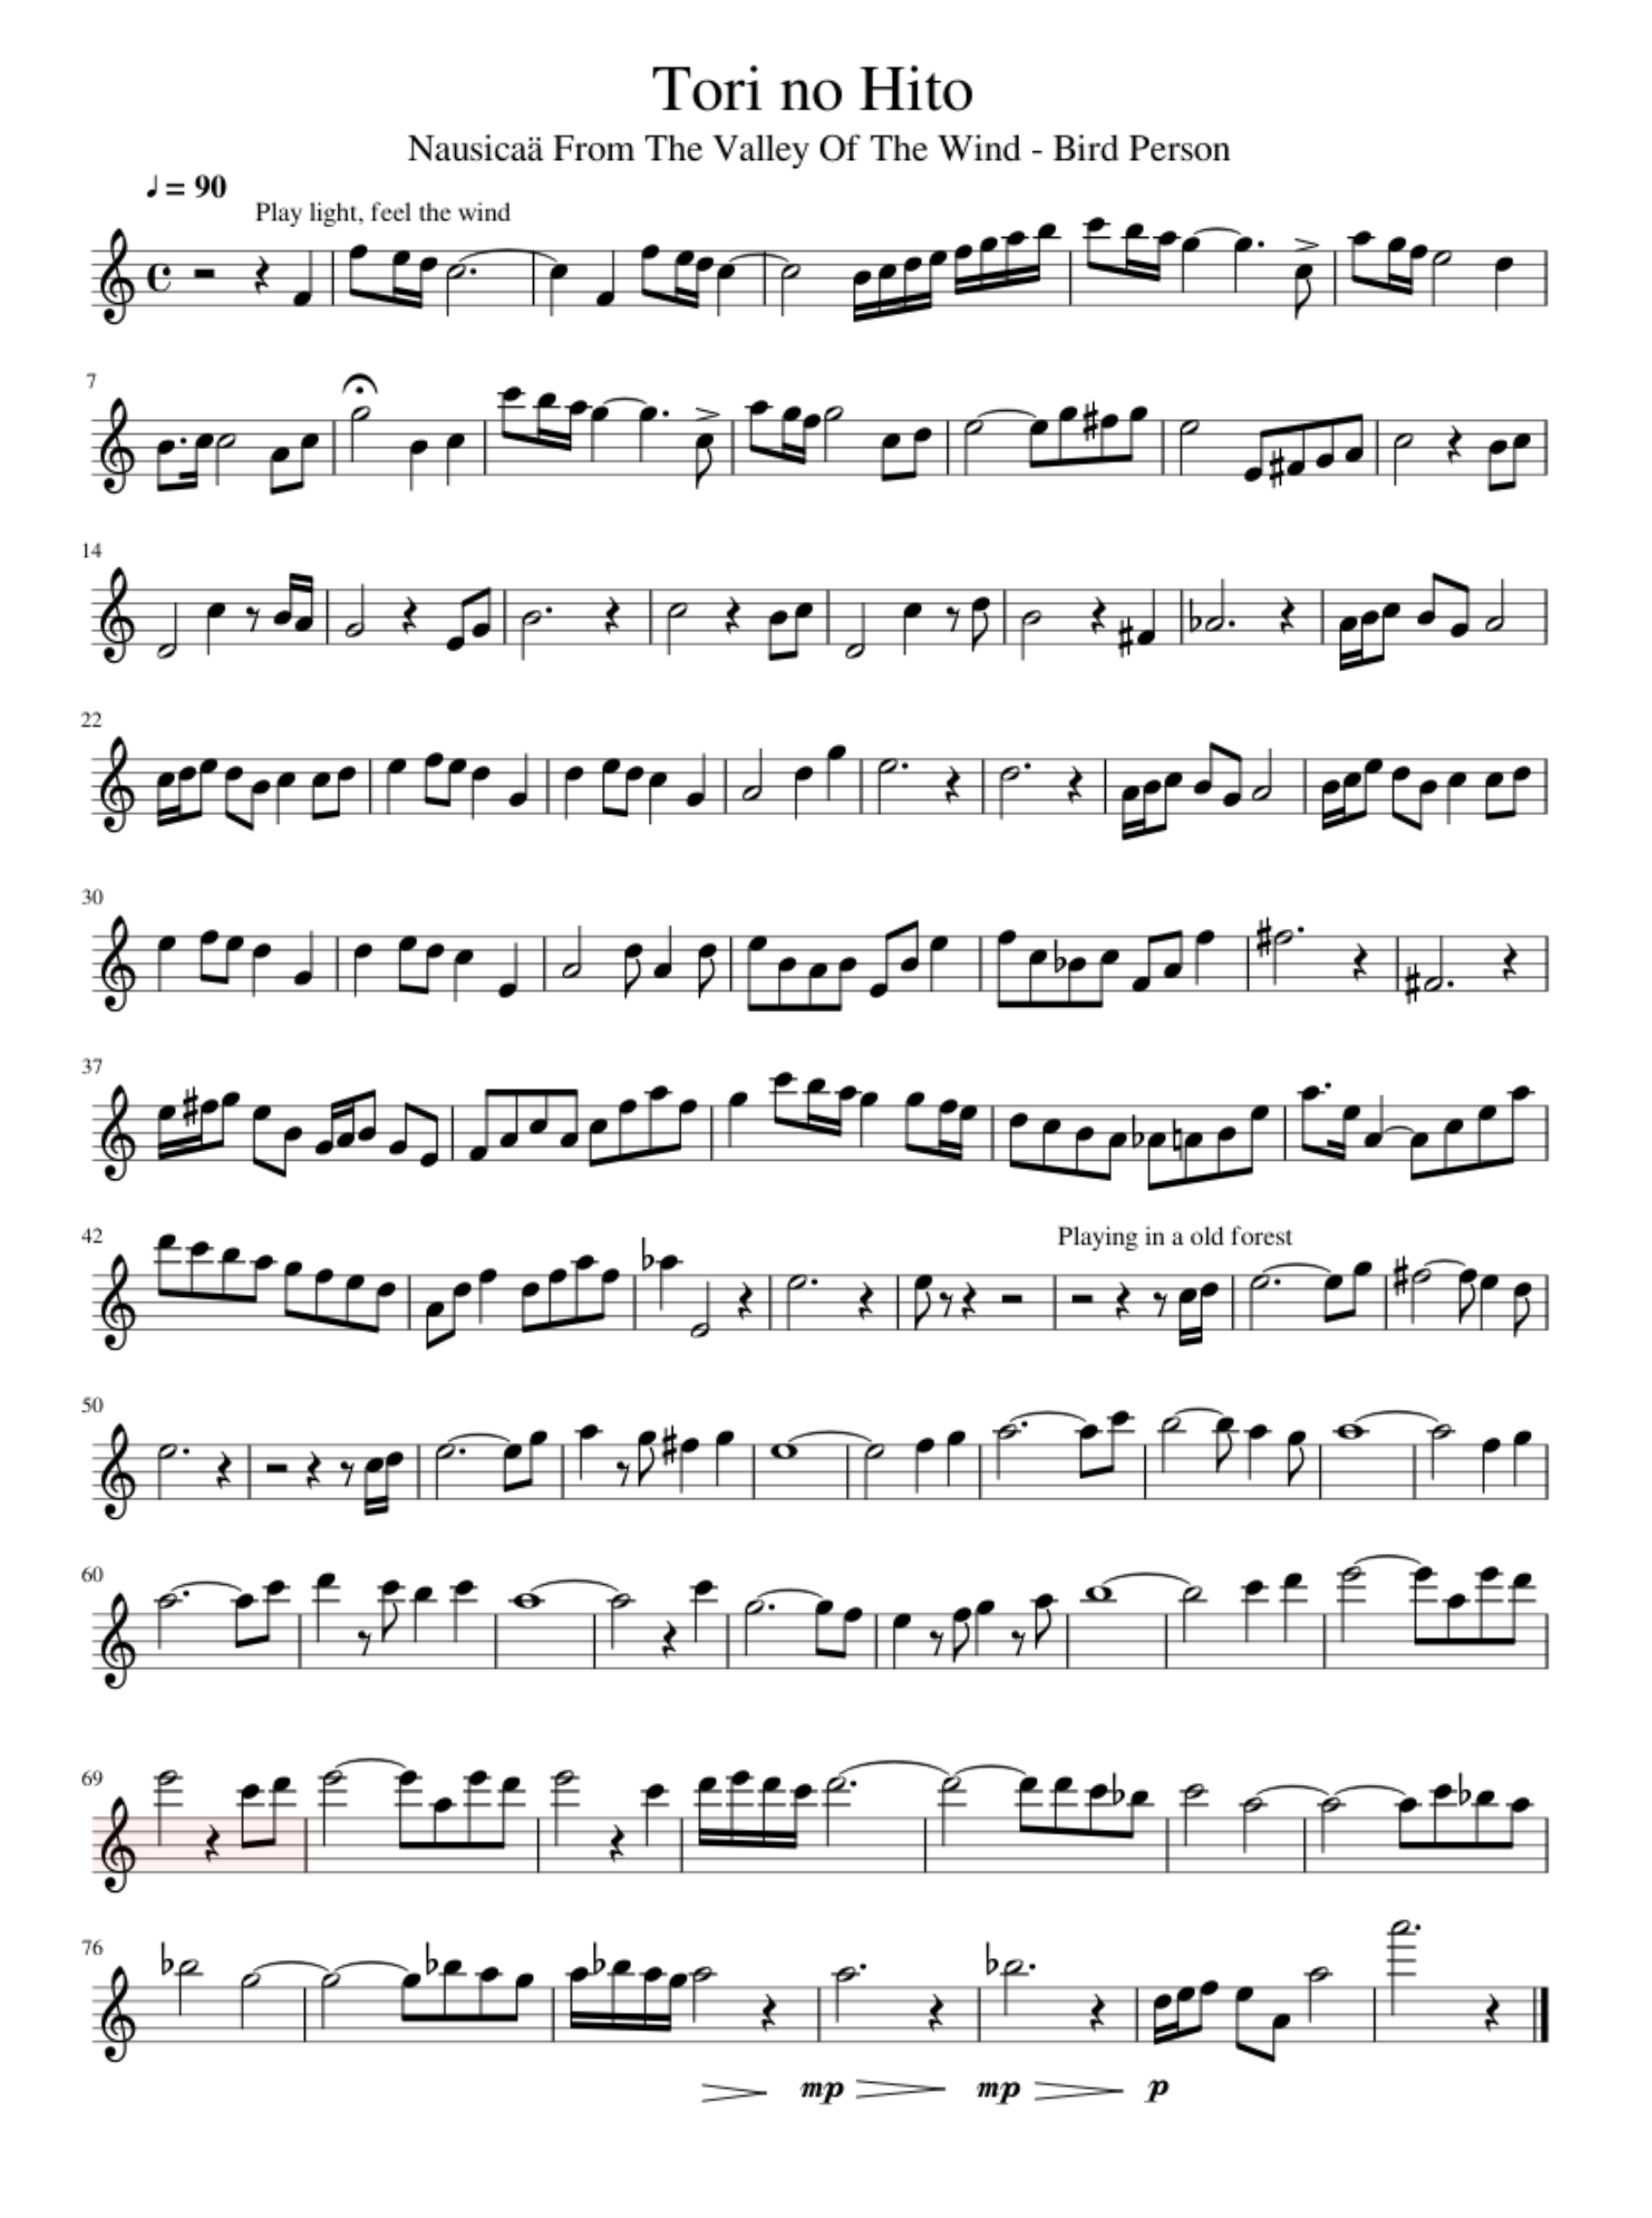 Tori no Hito
Nausicaä From The Valley Of The Wind - Bird Person
♩ = 90
Play light, feel the wind
7
14
22
30
37
42
Playing in a old forest
50
60
69
76
mp mp p